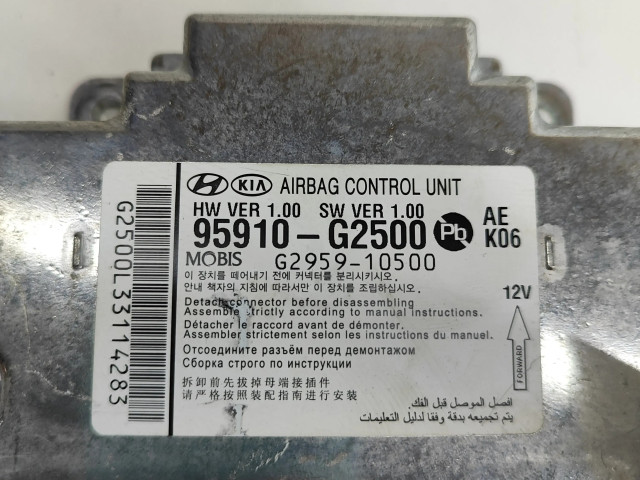 HYUNDAI KIA AIRBAG CONTROL UNIT
HW VER 1.00 SW VER 1.00
95910-G2500 Pb AE K06
MOBIS G2959-10500
이 장치를 떼어내기 전에 커넥터를 분리시키시오.
안내 책자의 지침에 따라서만 이 장치를 조립하시오.
Detach connector before disassembling
Assemble strictly according to manual instructions.
Détacher le raccord avant de démonter.
Assembler strictement selon les instructions du manuel.
Отсоедините разъём перед демонтажом
Сборка строго по инструкции
拆卸前先拔掉母端接插件
请严格按照装配指南进行安装
12V
FORWARD
افصل الموصل قبل الفك
يتم تجميعه بدقة وفقا لدليل التعليمات
G2500L33114283